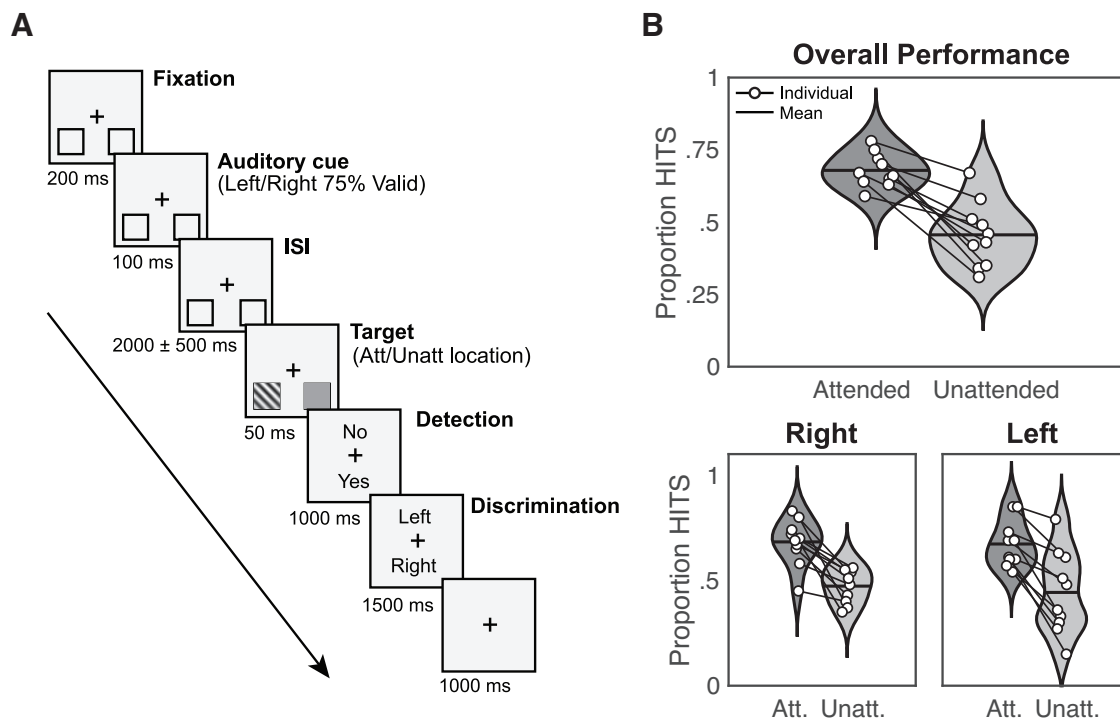 A
Fixation
200 ms
Auditory cue
(Left/Right 75% Valid)
100 ms
ISI
2000 ± 500 ms
Target
(Att/Unatt location)
50 ms
Detection
No
Yes
1000 ms
Discrimination
Left
Right
1500 ms
1000 ms
B
Overall Performance
Individual
Mean
Proportion HITS
1
.75
.5
.25
0
Attended Unattended
Right
Proportion HITS
1
.5
0
Att. Unatt.
Left
Att. Unatt.